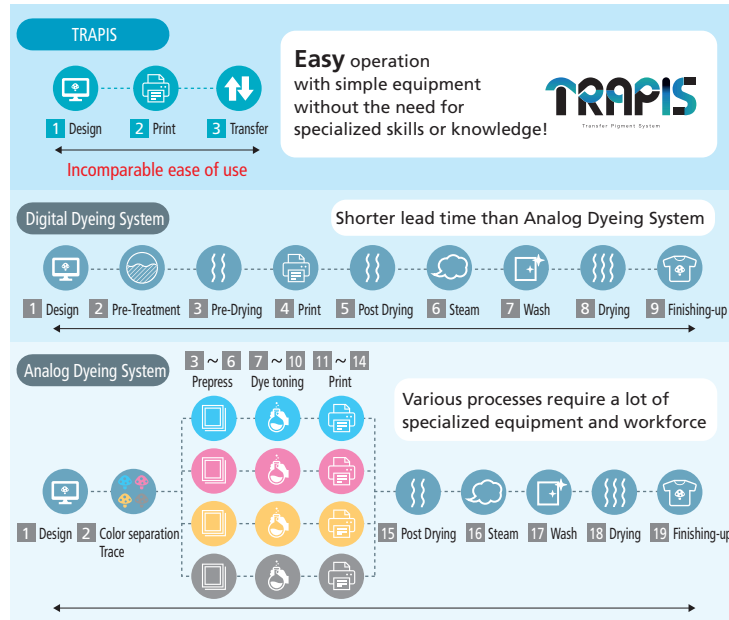 TRAPIS
Easy operation
with simple equipment
without the need for
specialized skills or knowledge!
TRAPIS
Transfer Pigment System
1 Design 2 Print 3 Transfer
Incomparable ease of use
Digital Dyeing System
Shorter lead time than Analog Dyeing System
1 Design 2 Pre-Treatment 3 Pre-Drying 4 Print 5 Post Drying 6 Steam 7 Wash 8 Drying 9 Finishing-up
Analog Dyeing System
3 ~ 6 7 ~ 10 11 ~ 14
Prepress Dye toning Print
Various processes require a lot of
specialized equipment and workforce
1 Design 2 Color separation 15 Post Drying 16 Steam 17 Wash 18 Drying 19 Finishing-up
Trace